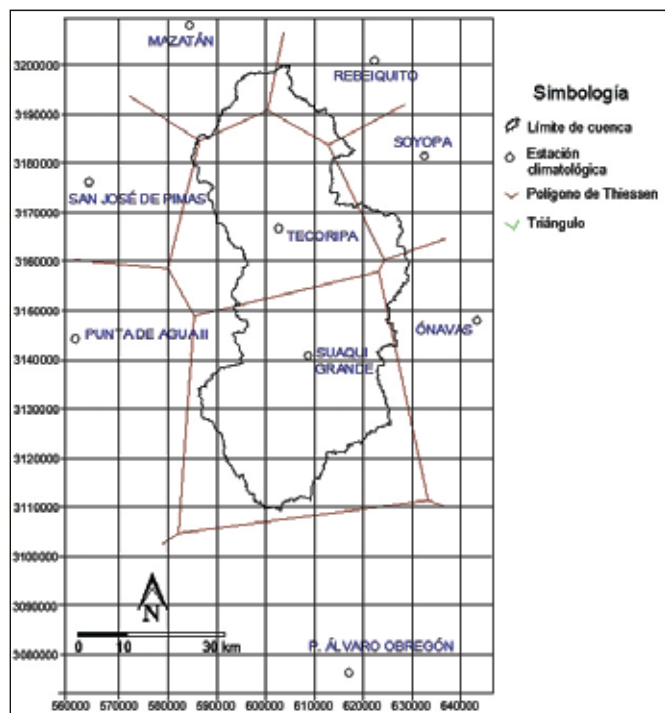 MAZATÁN
3200000
REBEIQUITO
Simbología
3190000
Límite de cuenca
SOYOPA
Estación
climatológica
3180000
SAN JOSÉ DE PIMAS
Polígono de Thiessen
3170000
TECORIPA
Triángulo
3160000
3150000
PUNTA DE AGUA II
ÓNAVAS
3140000
SUAQUI
GRANDE
3130000
3120000
3110000
3100000
N
3090000
0 10 30 km
3080000
P. ÁLVARO OBREGÓN
560000 570000 580000 590000 600000 610000 620000 630000 640000